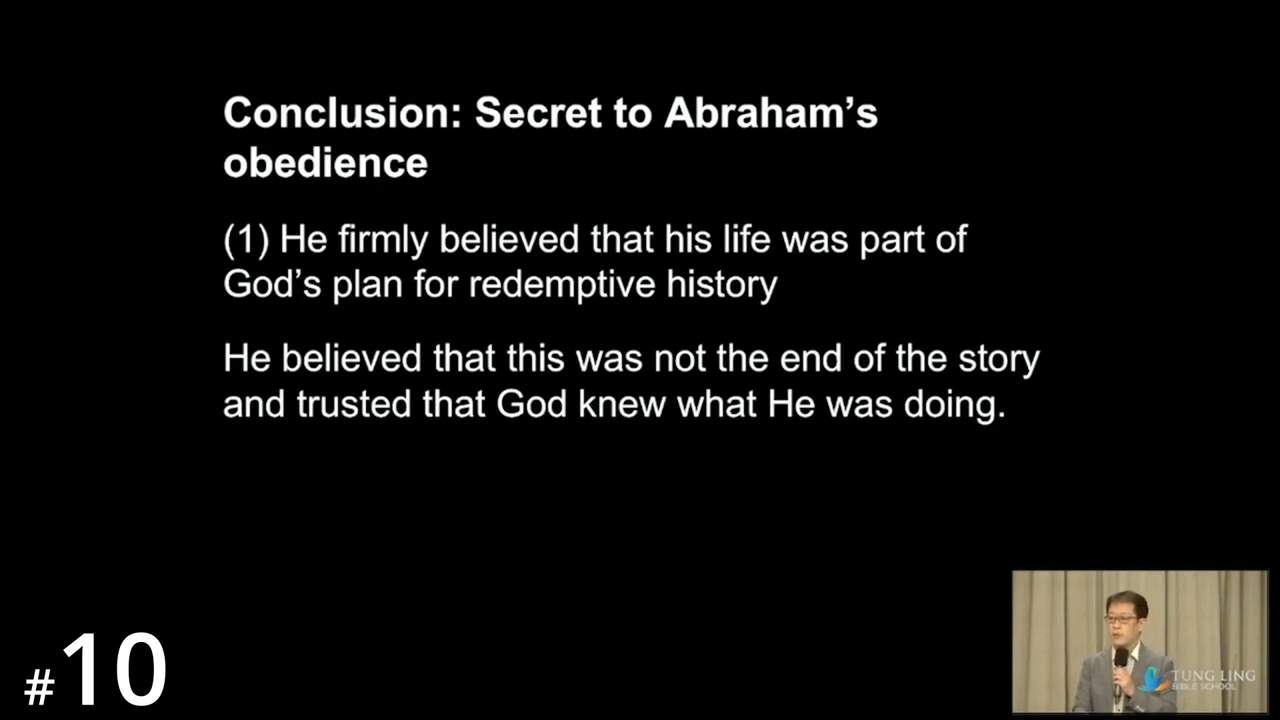 Conclusion: Secret to Abraham’s
obedience
(1) He firmly believed that his life was part of
God’s plan for redemptive history
He believed that this was not the end of the story
and trusted that God knew what He was doing.
#10
TUNG LING
BIBLE SCHOOL